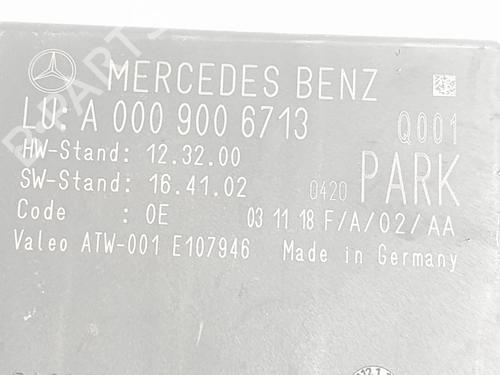 MERCEDES BENZ
LU: A 000 900 6713 Q001
HW-Stand: 12.32.00
SW-Stand: 16.41.02 0420 PARK
Code : 0E 03 11 18 F/A/02/AA
Valeo ATW-001 E107946 Made in Germany